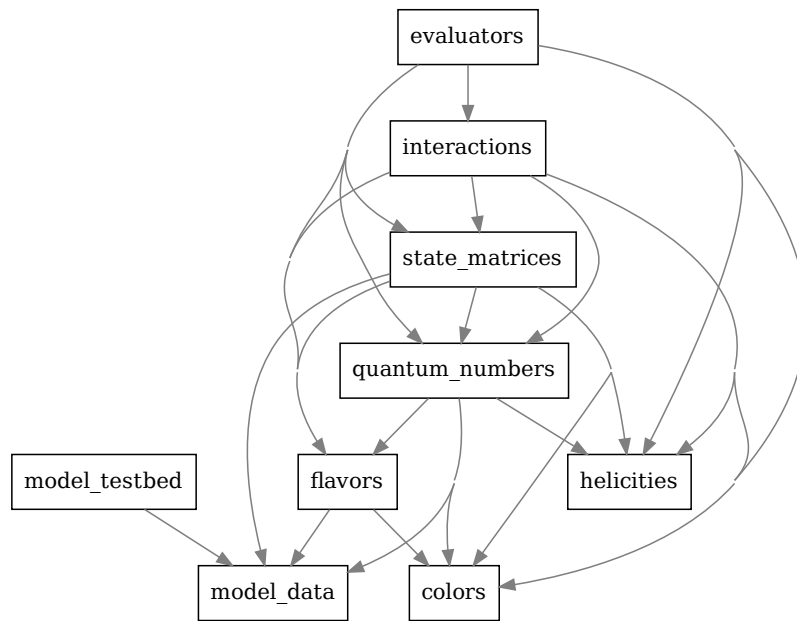 evaluators
interactions
state_matrices
quantum_numbers
model_testbed
flavors
helicities
model_data
colors